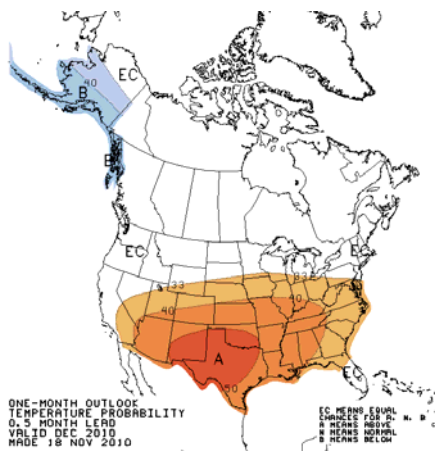 EC
40
B
B
EC
EC
33
33
40
40
A
50
EC
ONE-MONTH OUTLOOK
TEMPERATURE PROBABILITY
0.5 MONTH LEAD
VALID DEC 2010
MADE 18 NOV 2010
EC MEANS EQUAL
CHANCES FOR A, N, B
A MEANS ABOVE
N MEANS NORMAL
B MEANS BELOW